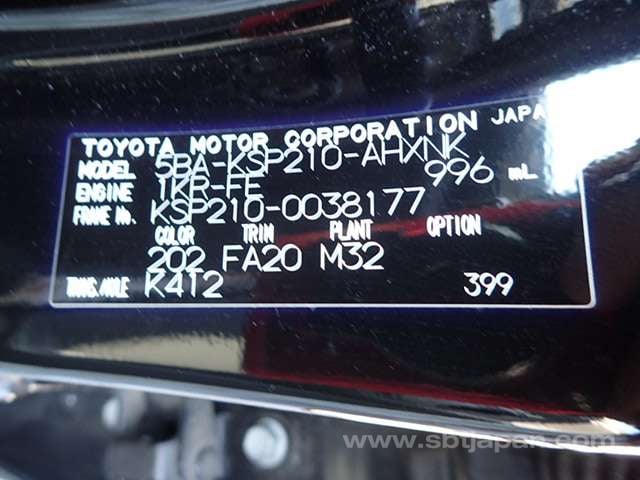 TOYOTA MOTOR CORPORATION JAPAN
MODEL 5BA-KSP210-AHXNK
ENGINE 1KR-FE 996 mL
FRAME No. KSP210-0038177
COLOR TRIM PLANT OPTION
202 FA20 M32
TRANS./AXLE K412 399
www.sbtjapan.com